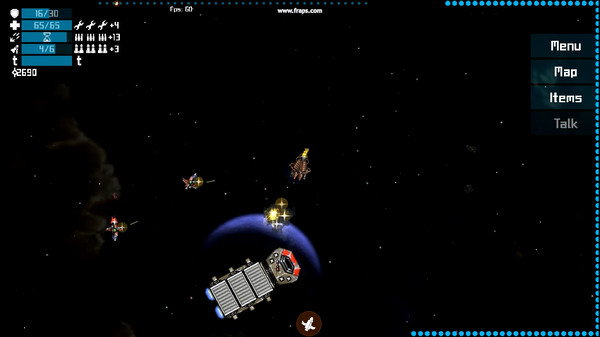 Fps: 60
www.fraps.com
16/30
65/65 +4
+13
4/6 +3
t t
2690
Menu
Map
Items
Talk